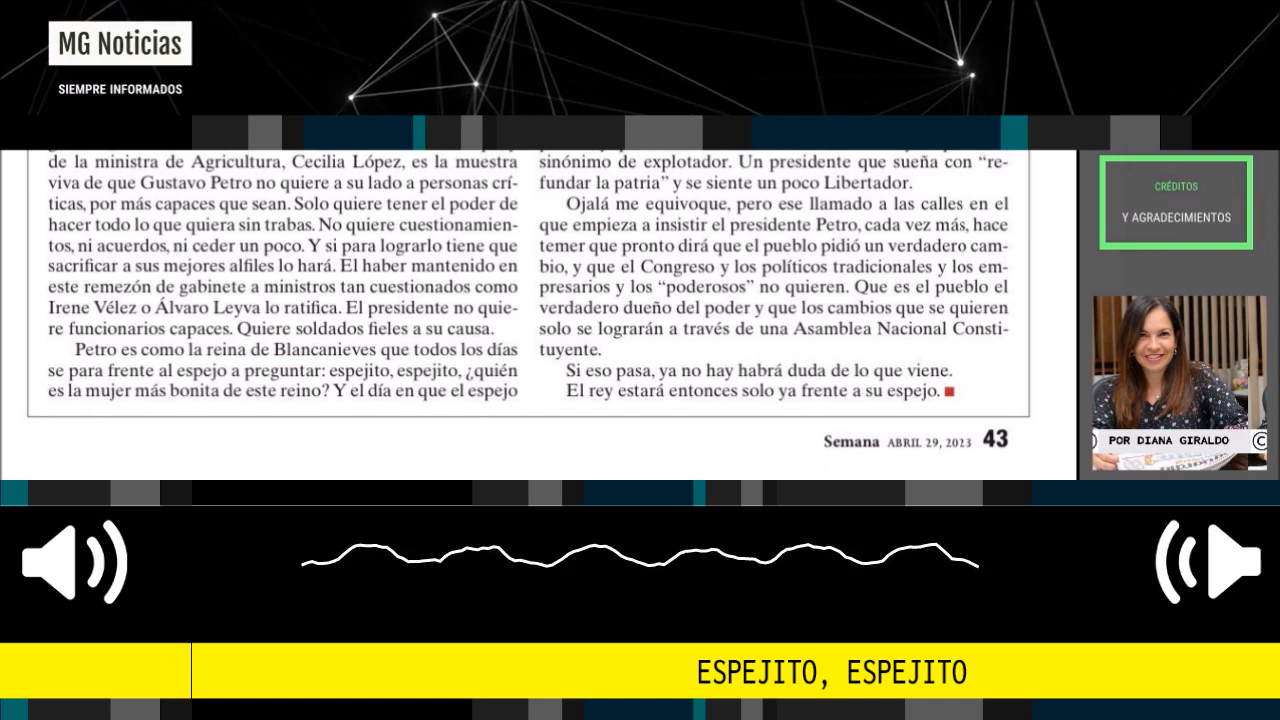 MG Noticias
SIEMPRE INFORMADOS
de la ministra de Agricultura, Cecilia López, es la muestra
viva de que Gustavo Petro no quiere a su lado a personas crí-
ticas, por más capaces que sean. Solo quiere tener el poder de
hacer todo lo que quiera sin trabas. No quiere cuestionamien-
tos, ni acuerdos, ni ceder un poco. Y si para lograrlo tiene que
sacrificar a sus mejores alfiles lo hará. El haber mantenido en
este remezón de gabinete a ministros tan cuestionados como
Irene Vélez o Álvaro Leyva lo ratifica. El presidente no quie-
re funcionarios capaces. Quiere soldados fieles a su causa.
Petro es como la reina de Blancanieves que todos los días
se para frente al espejo a preguntar: espejito, espejito, ¿quién
es la mujer más bonita de este reino? Y el día en que el espejo
sinónimo de explotador. Un presidente que sueña con “re-
fundar la patria” y se siente un poco Libertador.
Ojalá me equivoque, pero ese llamado a las calles en el
que empieza a insistir el presidente Petro, cada vez más, hace
temer que pronto dirá que el pueblo pidió un verdadero cam-
bio, y que el Congreso y los políticos tradicionales y los em-
presarios y los “poderosos” no quieren. Que es el pueblo el
verdadero dueño del poder y que los cambios que se quieren
solo se lograrán a través de una Asamblea Nacional Consti-
tuyente.
Si eso pasa, ya no hay habrá duda de lo que viene.
El rey estará entonces solo ya frente a su espejo.
Semana ABRIL 29, 2023 43
CRÉDITOS
Y AGRADECIMIENTOS
POR DIANA GIRALDO
ESPEJITO, ESPEJITO